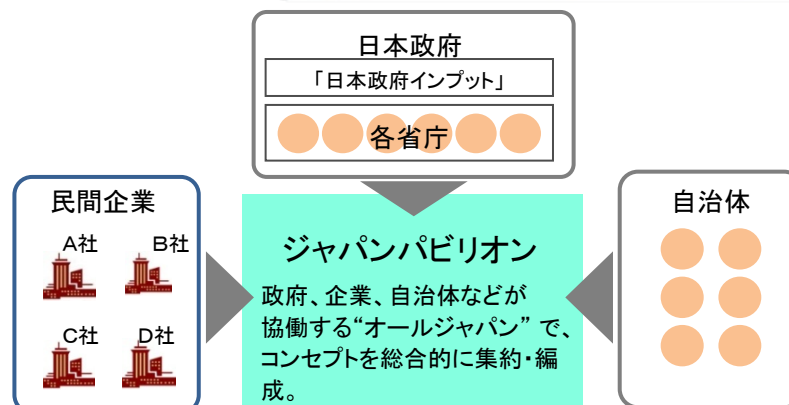 日本政府
「日本政府インプット」
各省庁
民間企業
A社
B社
C社
D社
ジャパンパビリオン
政府、企業、自治体などが
協働する“オールジャパン” で、
コンセプトを総合的に集約・編
成。
自治体